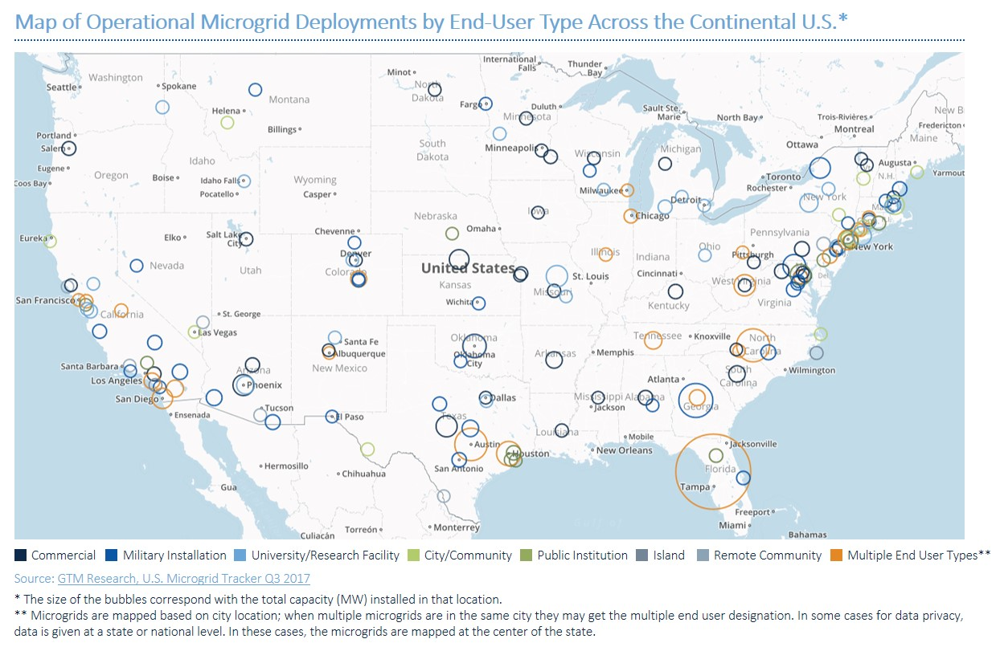 Map of Operational Microgrid Deployments by End-User Type Across the Continental U.S.*
International Falls
Thunder Bay
Minot
Seattle
Washington
Spokane
North Dakota
Montana
Helena
Fargo
Duluth
Minnesota
Sault Ste. Marie
North Bay
Trois-Rivières
Montreal
New B
Fredericton
Billings
Portland
Salem
Ottawa
Maine
Idaho
South Dakota
Minneapolis
Wisconsin
Michigan
Eugene
Oregon
Boise
Idaho Falls
Wyoming
Augusta
N.H.
Yarmout
Coos Bay
Pocatello
Casper
Milwaukee
Toronto
Rochester
Detroit
New York
Ma
Chicago
Iowa
Nebraska
Omaha
Eureka
Elko
Salt Lake City
Chevenne
Pennsylvania
New York
Nevada
Utah
Denver
Colorado
United States
Illinois
Indiana
Ohio
Pittsburgh
Kansas
St. Louis
Cincinnati
West Virginia
Del
San Francisco
California
St. George
Wichita
Missouri
Kentucky
Virginia
Las Vegas
Santa Fe
Albuquerque
New Mexico
Oklahoma
Oklahoma City
Arkansas
Memphis
Tennessee
Knoxville
North Carolina
Santa Barbara
Los Angeles
Arizona
Phoenix
Wilmington
South Carolina
Atlanta
San Diego
Ensenada
Tucson
El Paso
Dallas
Texas
Mississippi
Jackson
Alabama
Georgia
Louisiana
Mobile
Austin
Houston
New Orleans
Jacksonville
Hermosillo
Chihuahua
San Antonio
Florida
Tampa
Gua
Culiacán
Torreón
Monterrey
Freeport
Miami
Bahamas
Commercial Military Installation University/Research Facility City/Community Public Institution Island Remote Community Multiple End User Types**
Source: GTM Research, U.S. Microgrid Tracker Q3 2017
* The size of the bubbles correspond with the total capacity (MW) installed in that location.
** Microgrids are mapped based on city location; when multiple microgrids are in the same city they may get the multiple end user designation. In some cases for data privacy,
data is given at a state or national level. In these cases, the microgrids are mapped at the center of the state.